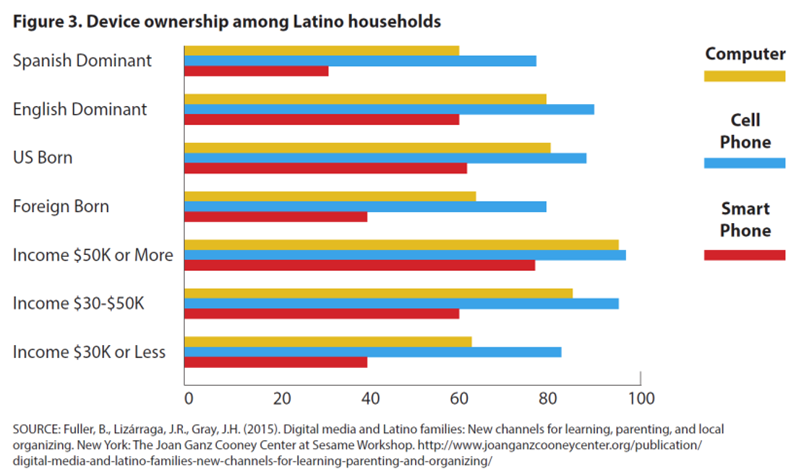 Figure 3. Device ownership among Latino households
Spanish Dominant
English Dominant
US Born
Foreign Born
Income $50K or More
Income $30-$50K
Income $30K or Less
0 20 40 60 80 100
Computer
Cell
Phone
Smart
Phone
SOURCE: Fuller, B., Lizárraga, J.R., Gray, J.H. (2015). Digital media and Latino families: New channels for learning, parenting, and local
organizing. New York: The Joan Ganz Cooney Center at Sesame Workshop. http://www.joanganzcooneycenter.org/publication/
digital-media-and-latino-families-new-channels-for-learning-parenting-and-organizing/